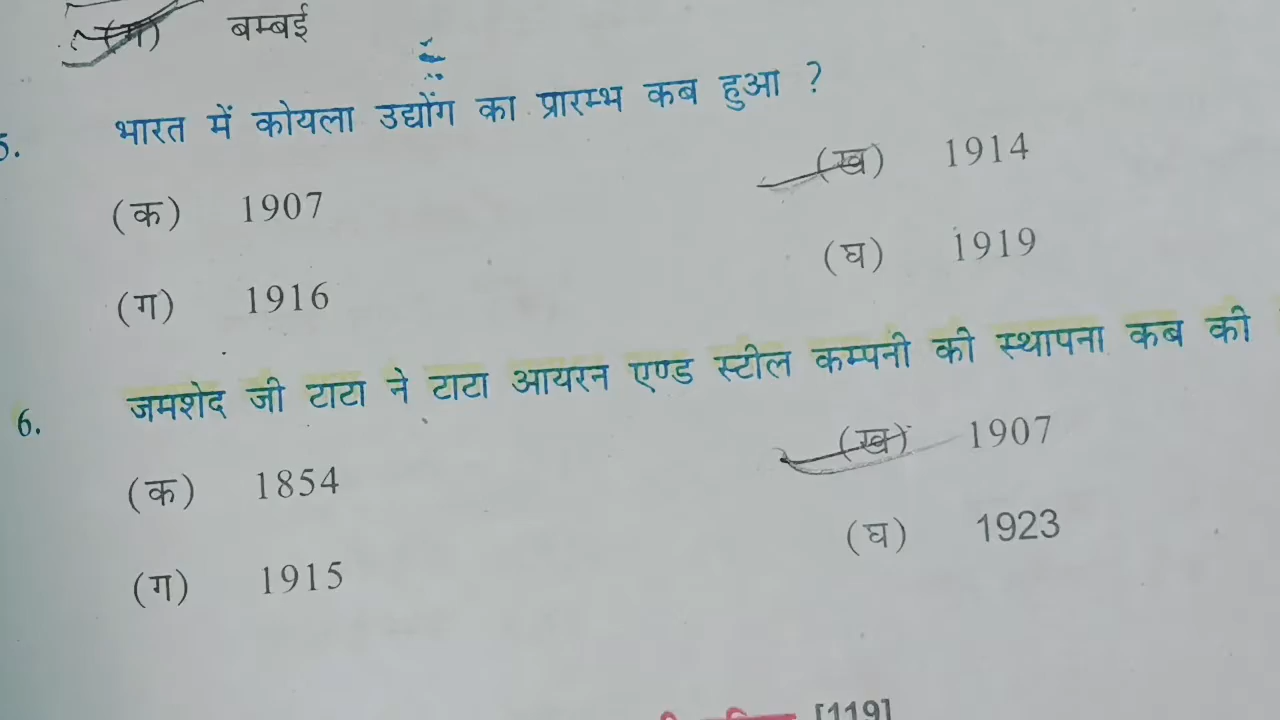 (ग) बम्बई
5. भारत में कोयला उद्योंग का प्रारम्भ कब हुआ ?
(क) 1907 (ख) 1914
(ग) 1916 (घ) 1919
6. जमशेद जी टाटा ने टाटा आयरन एण्ड स्टील कम्पनी की स्थापना कब की
(क) 1854 (ख) 1907
(ग) 1915 (घ) 1923
[119]